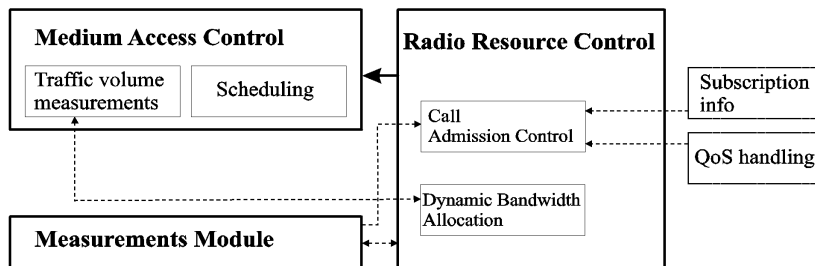 Medium Access Control
Traffic volume
measurements
Scheduling
Radio Resource Control
Call
Admission Control
Dynamic Bandwidth
Allocation
Subscription
info
QoS handling
Measurements Module